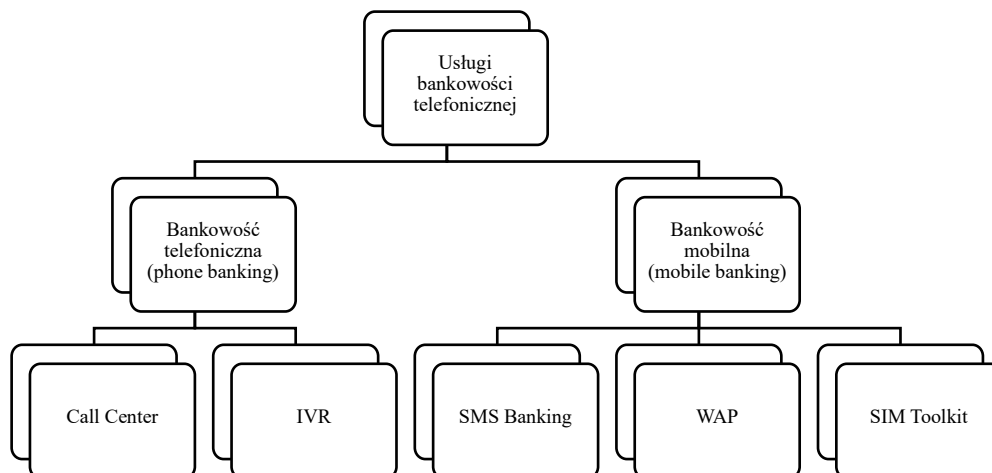 Usługi
bankowości
telefonicznej
Bankowość
telefoniczna
(phone banking)
Bankowość
mobilna
(mobile banking)
Call Center
IVR
SMS Banking
WAP
SIM Toolkit